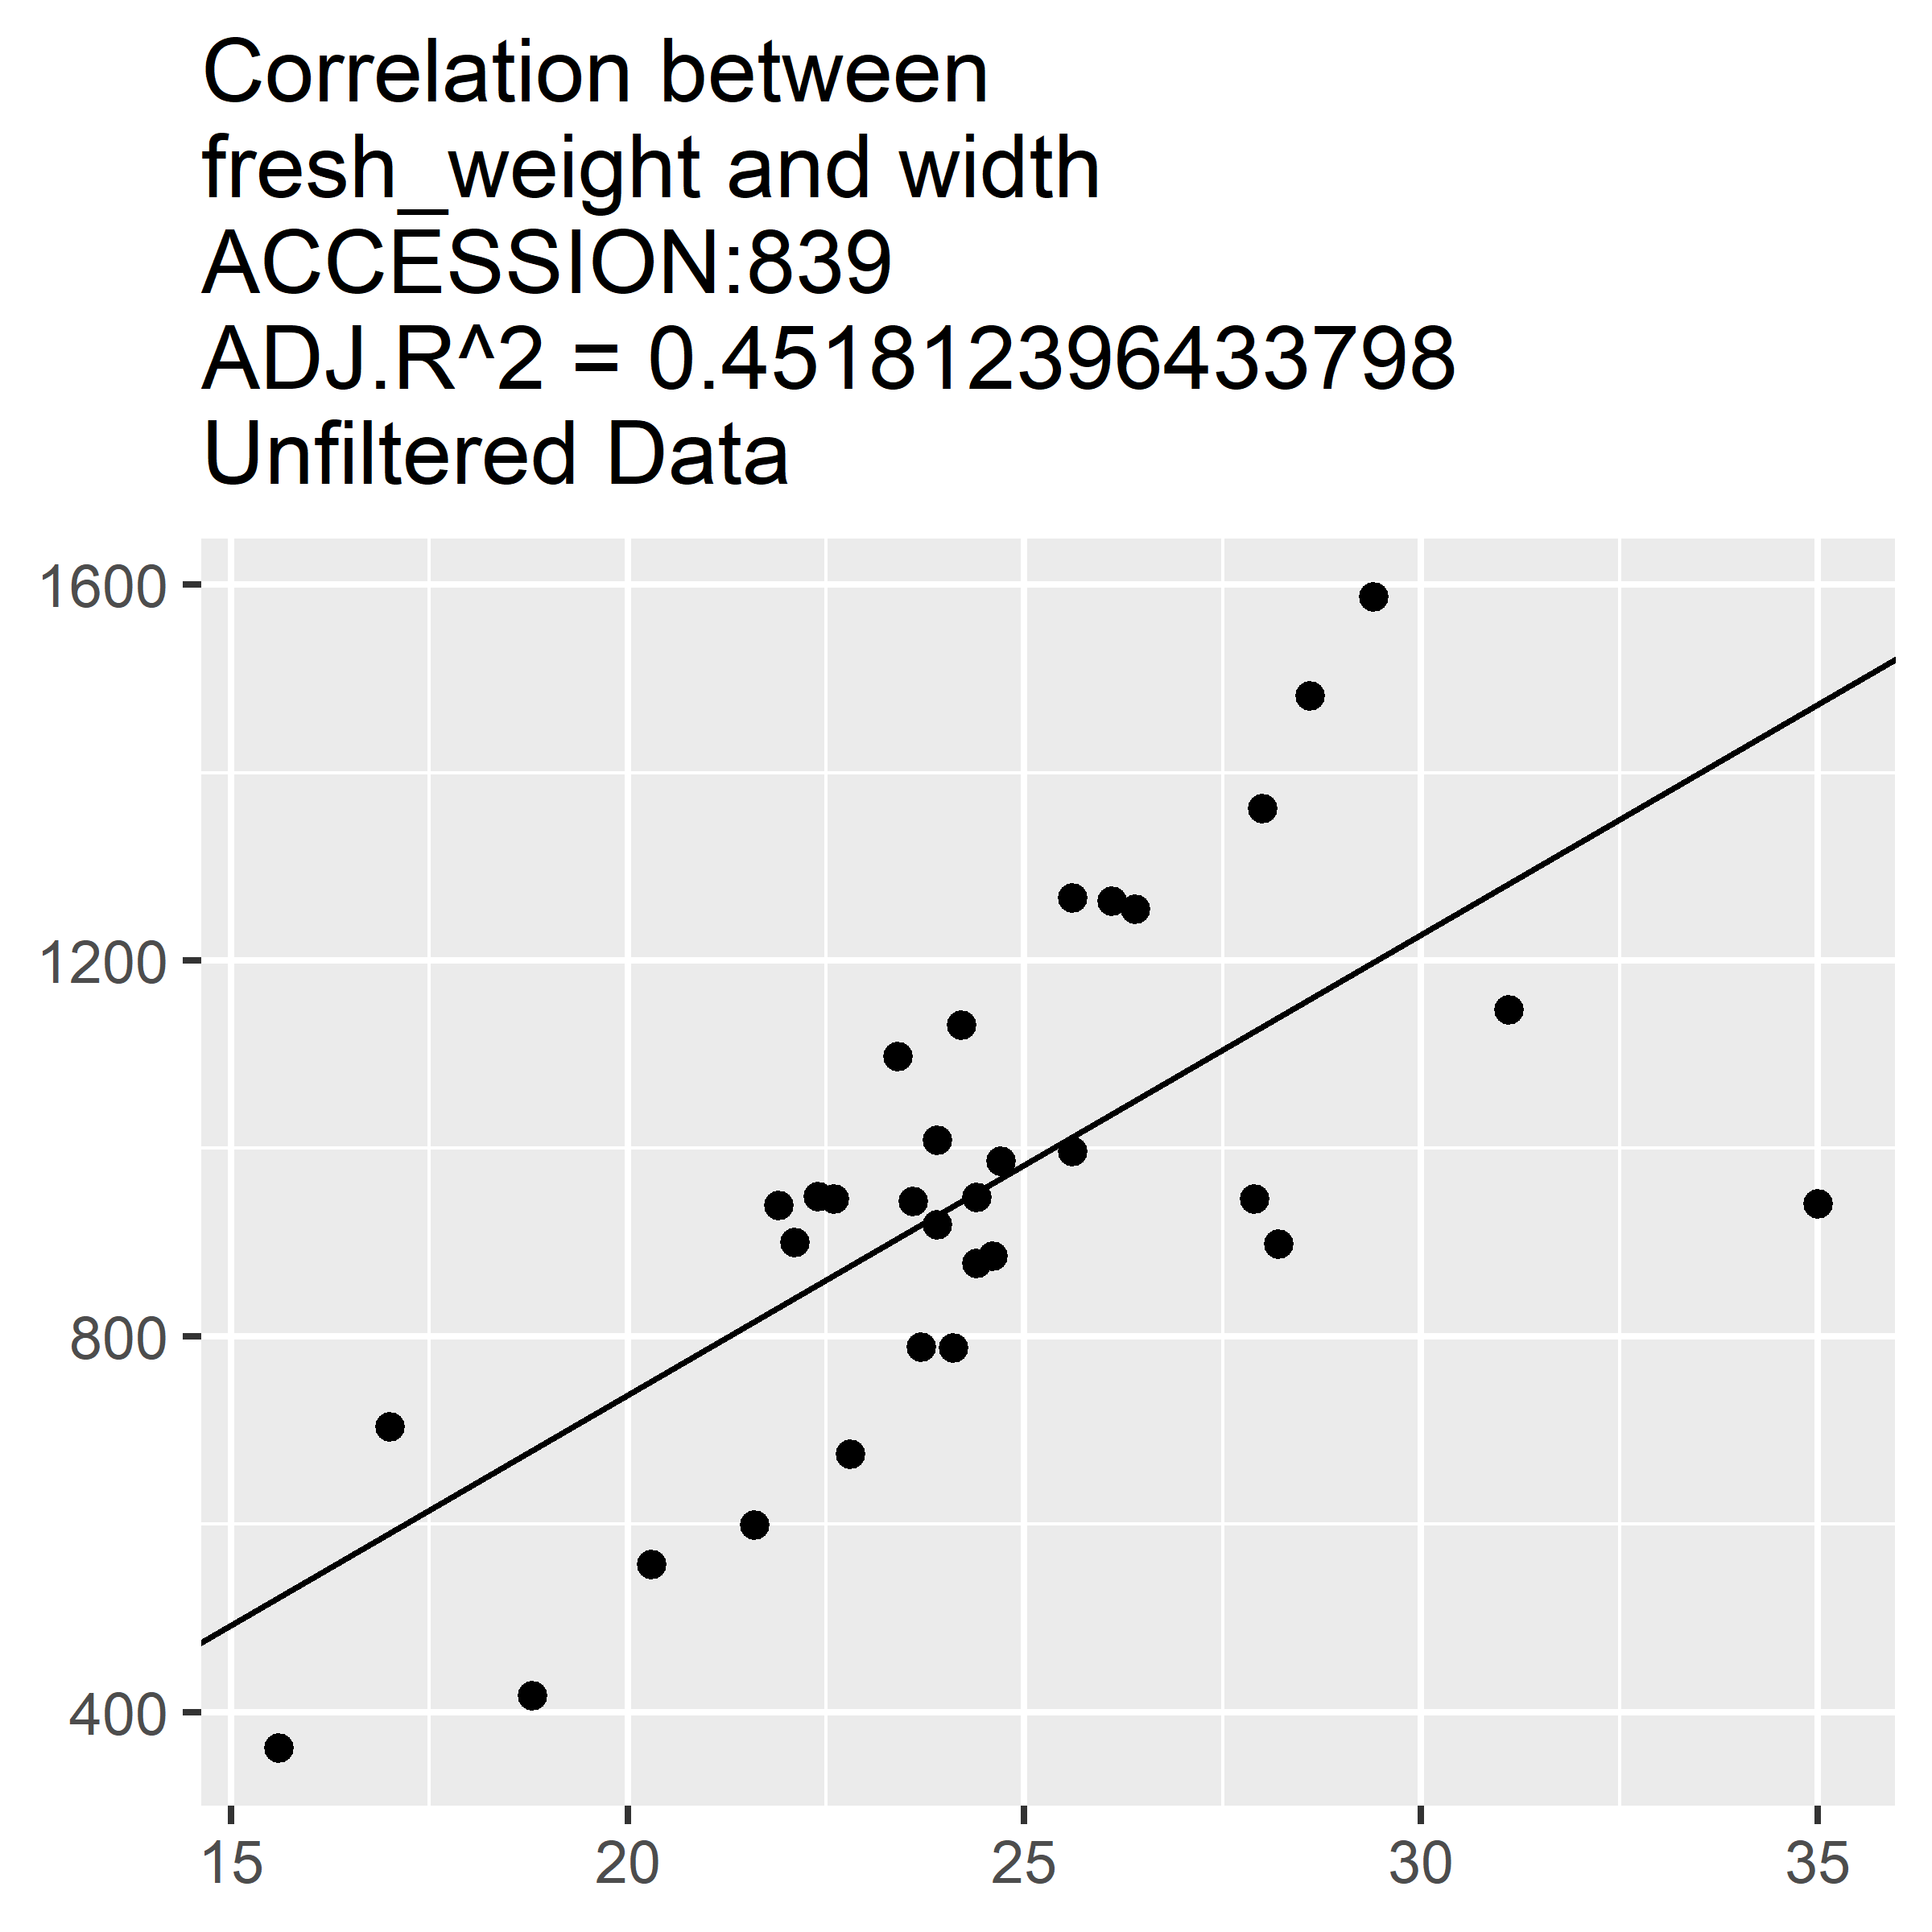 Correlation between
fresh_weight and width
ACCESSION:839
ADJ.R^2 = 0.451812396433798
Unfiltered Data
1600
1200
800
400
15 20 25 30 35